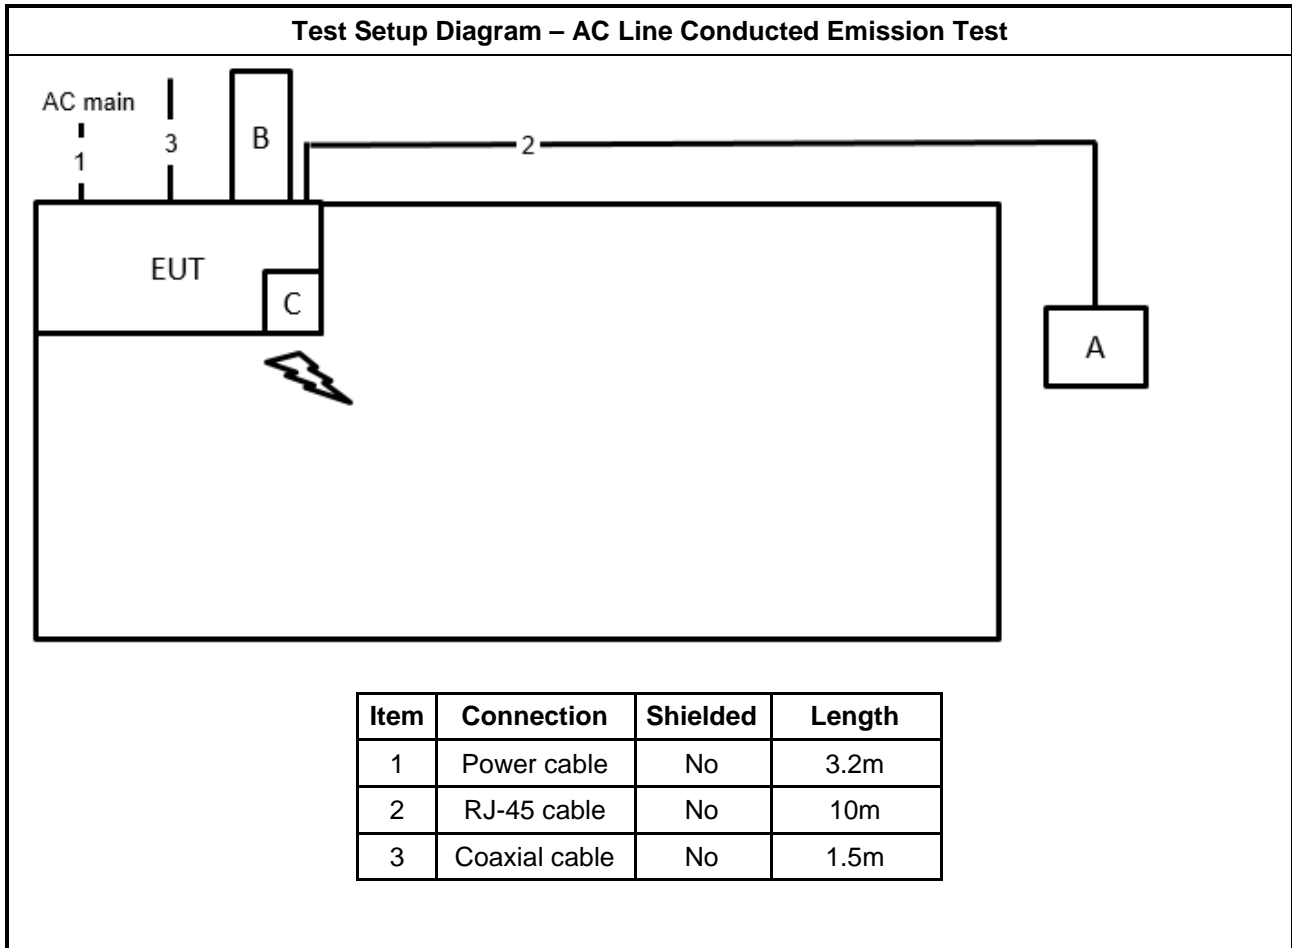 Test Setup Diagram – AC Line Conducted Emission Test
AC main
1
3
B
2
EUT
C
A
Item Connection Shielded Length
1 Power cable No 3.2m
2 RJ-45 cable No 10m
3 Coaxial cable No 1.5m